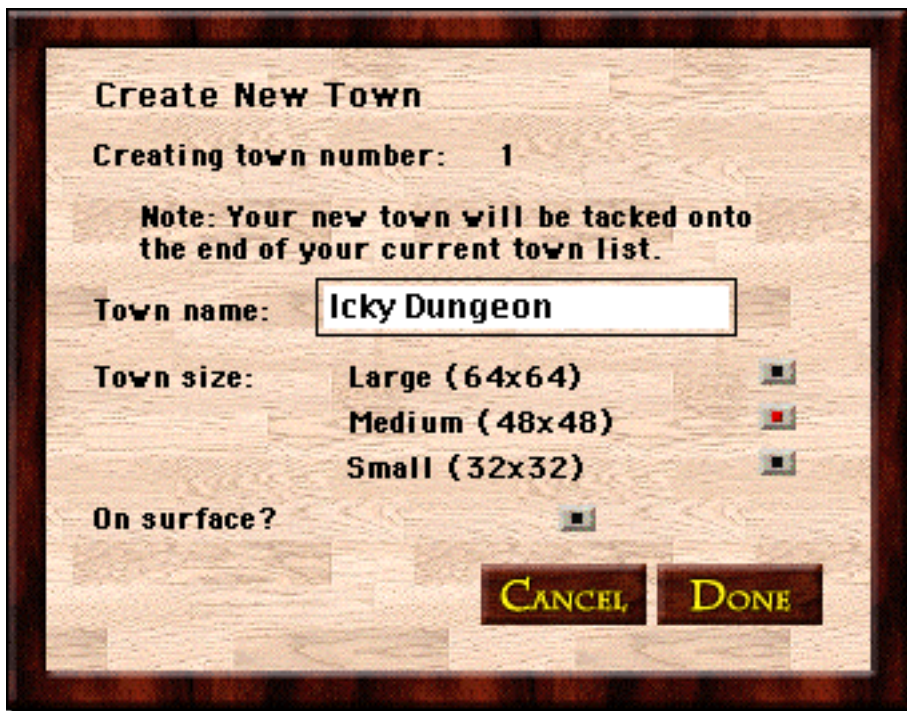 Create New Town
Creating town number: 1
Note: Your new town will be tacked onto
the end of your current town list.
Town name: Icky Dungeon
Town size: Large (64x64)
Medium (48x48)
Small (32x32)
On surface?
CANCEL DONE